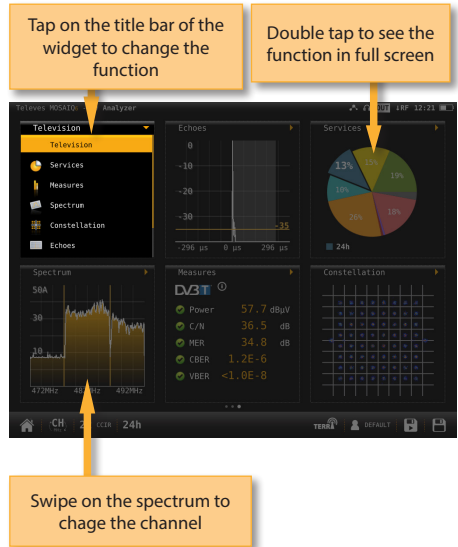 Tap on the title bar of the
widget to change the
function
Double tap to see the
function in full screen
Televes MOSAIQ6 Analyzer
OUT ↓RF 12:21
Television
Television
Services
Measures
Spectrum
Constellation
Echoes
Echoes
0
-10
-20
-30
-35
-296 µs 0 µs 296 µs
Services
13%
15%
19%
18%
26%
10%
24h
Spectrum
50A
30
10
472MHz 492MHz
Measures
DVB T
Power 57.7 dBµV
C/N 36.5 dB
MER 34.8 dB
CBER 1.2E-6
VBER <1.0E-8
Constellation
CH CCIR 24h
TERR DEFAULT
Swipe on the spectrum to
chage the channel